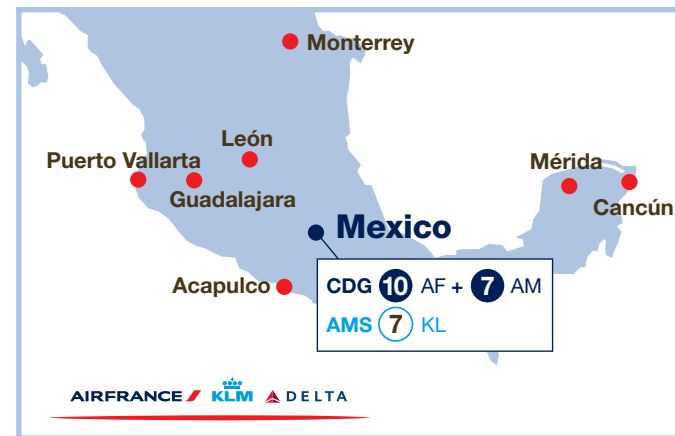 Monterrey
León
Puerto Vallarta
Mérida
Guadalajara
Cancún
Mexico
Acapulco
CDG 10 AF + 7 AM
AMS 7 KL
AIRFRANCE KLM DELTA